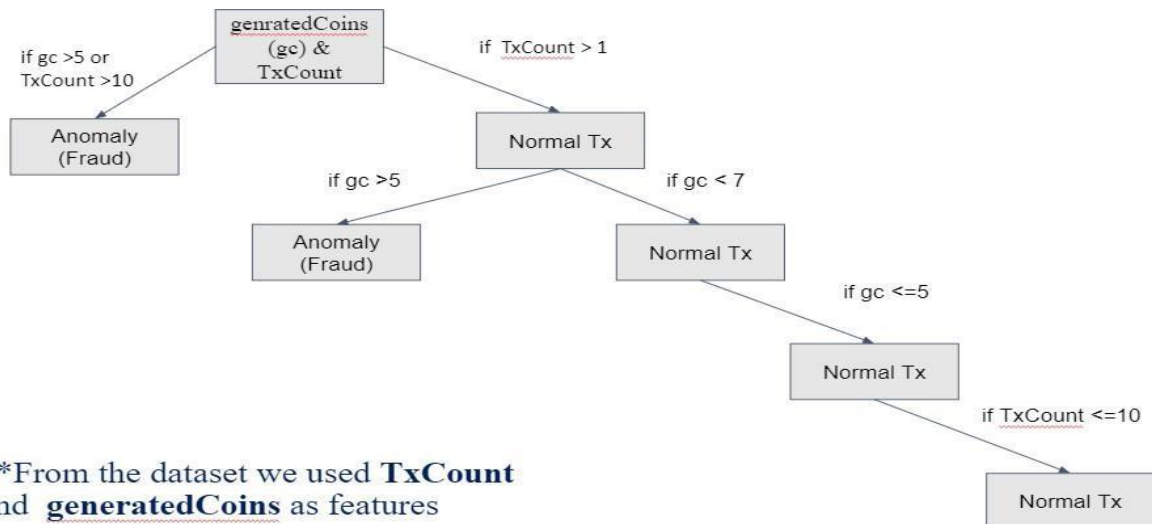 genratedCoins
(gc) &
TxCount
if gc >5 or
TxCount >10
if TxCount > 1
Anomaly
(Fraud)
Normal Tx
if gc >5
if gc < 7
Anomaly
(Fraud)
Normal Tx
if gc <=5
Normal Tx
if TxCount <=10
Normal Tx
*From the dataset we used TxCount
nd generatedCoins as features